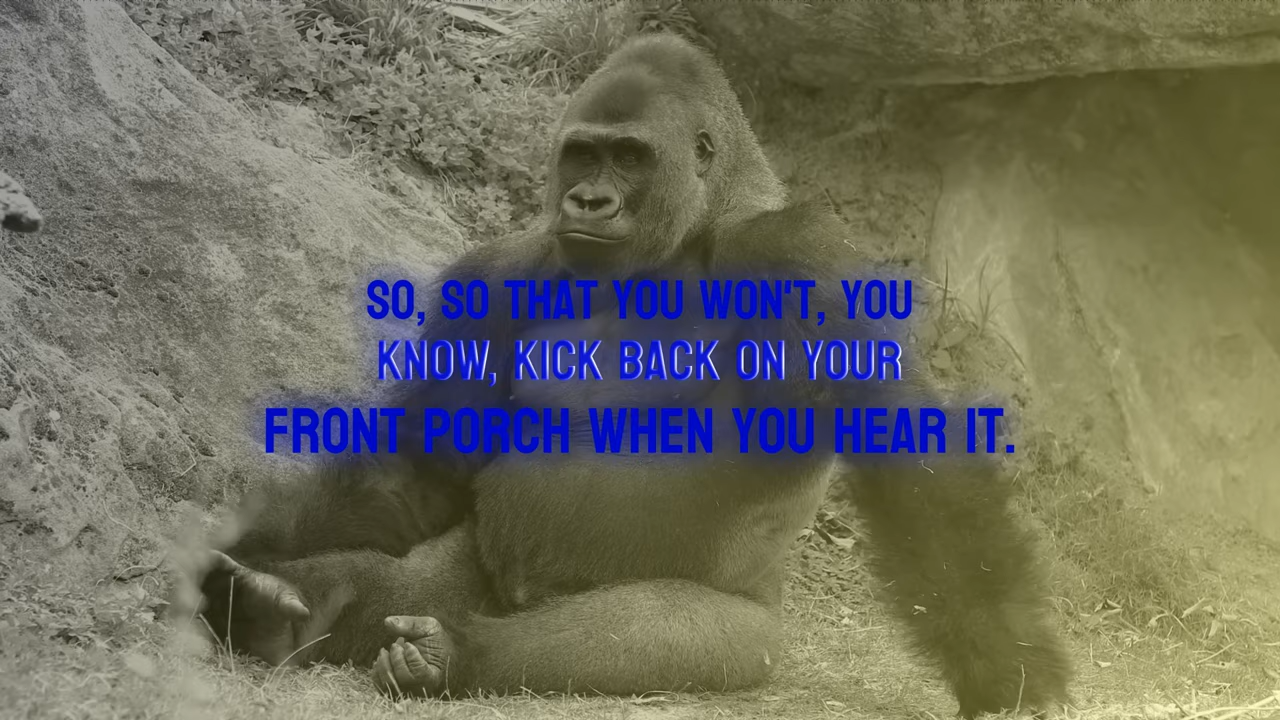 SO, SO THAT YOU WON'T, YOU
KNOW, KICK BACK ON YOUR
FRONT PORCH WHEN YOU HEAR IT.